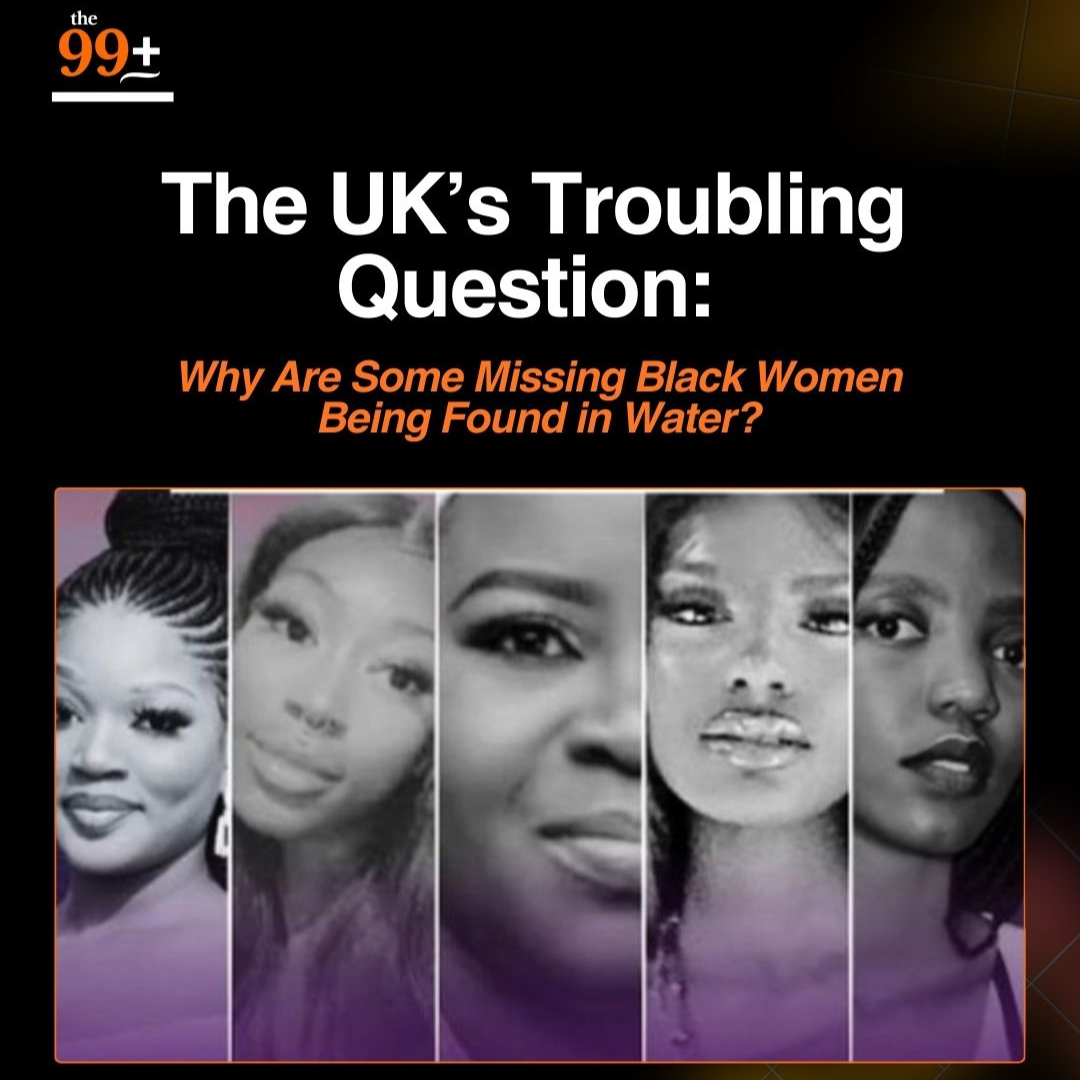 the
99+
The UK’s Troubling
Question:
Why Are Some Missing Black Women
Being Found in Water?